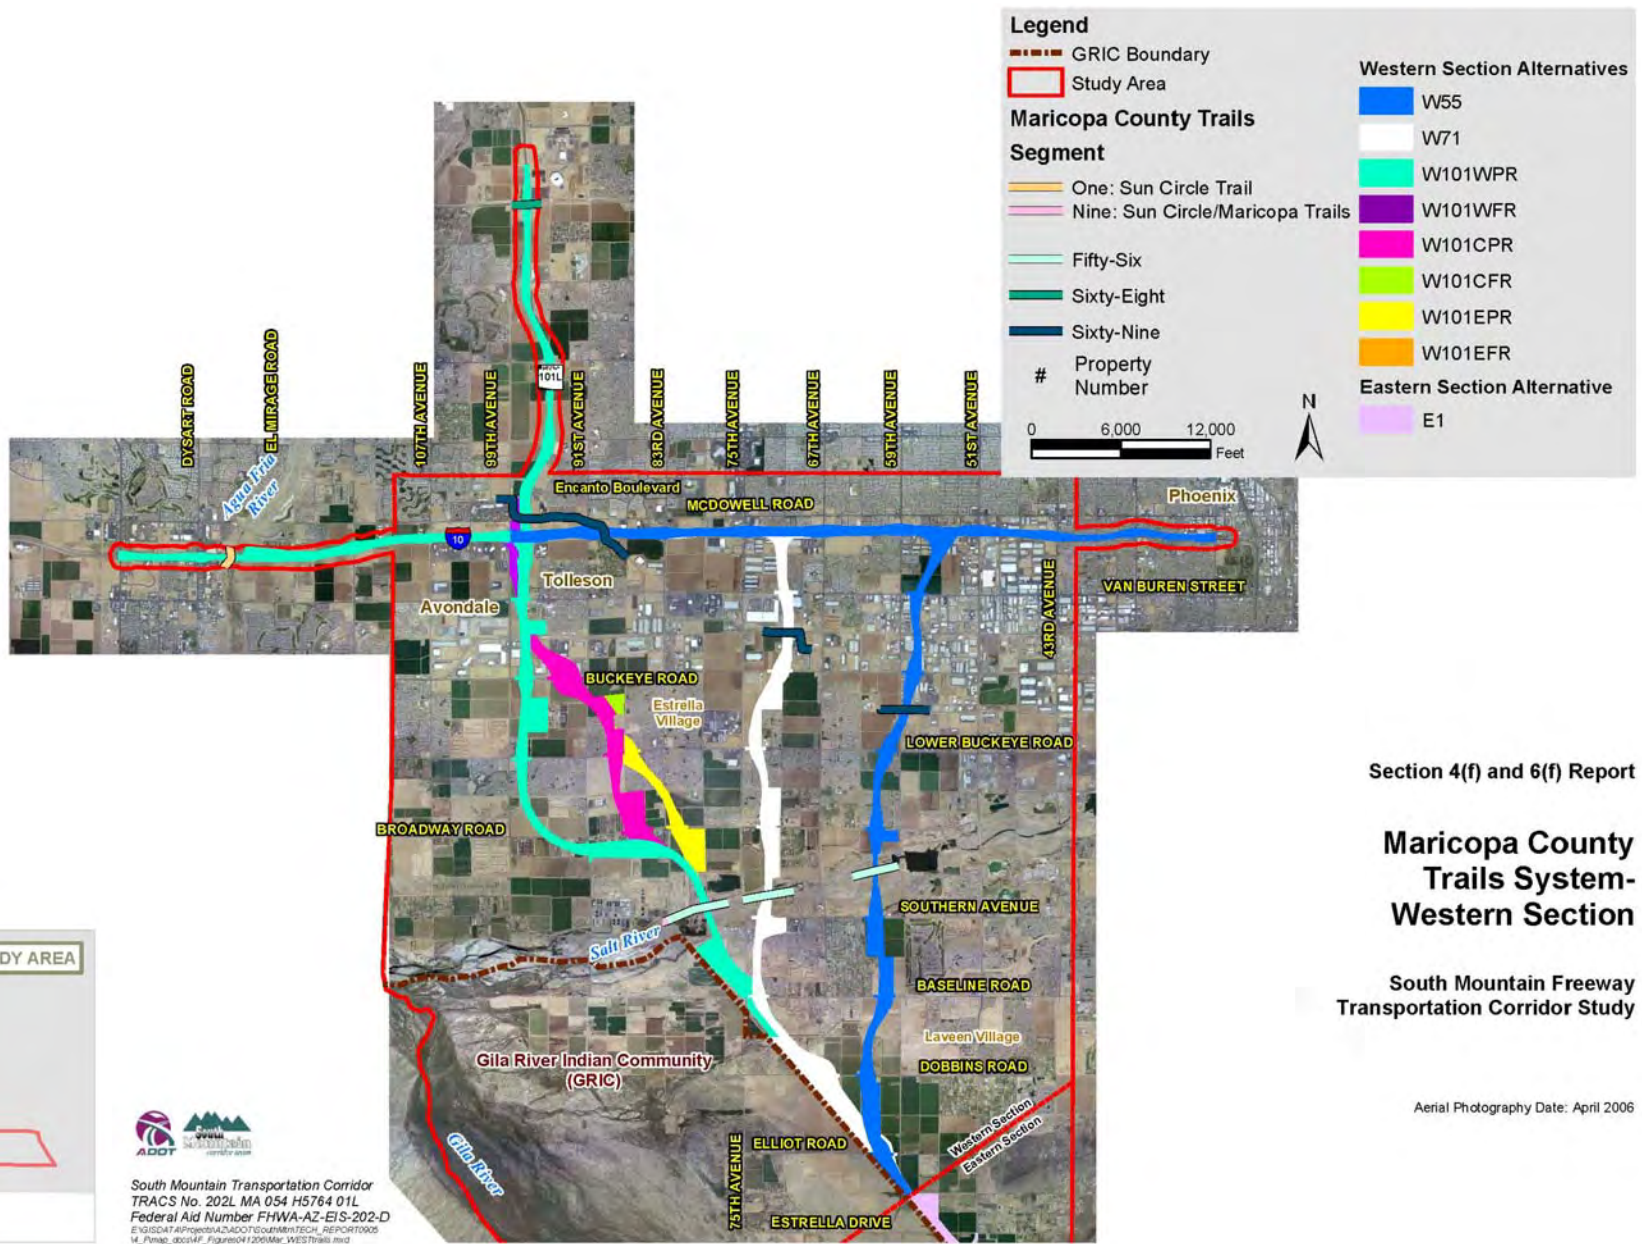 Legend
GRIC Boundary
Study Area
Maricopa County Trails
Segment
One: Sun Circle Trail
Nine: Sun Circle/Maricopa Trails
Fifty-Six
Sixty-Eight
Sixty-Nine
# Property
Number
0 6,000 12,000
Feet
N
Western Section Alternatives
W55
W71
W101WPR
W101WFR
W101CPR
W101CFR
W101EPR
W101EFR
Eastern Section Alternative
E1
DYSART ROAD
EL MIRAGE ROAD
107TH AVENUE
99TH AVENUE
101L
91ST AVENUE
83RD AVENUE
75TH AVENUE
67TH AVENUE
59TH AVENUE
51ST AVENUE
Agua Fria
River
Encanto Boulevard
MCDOWELL ROAD
Phoenix
10
Tolleson
Avondale
43RD AVENUE
VAN BUREN STREET
BUCKEYE ROAD
Estrella
Village
LOWER BUCKEYE ROAD
BROADWAY ROAD
SOUTHERN AVENUE
Salt River
BASELINE ROAD
Laveen Village
DOBBINS ROAD
Gila River Indian Community
(GRIC)
Western Section
Eastern Section
Gila River
75TH AVENUE
ELLIOT ROAD
ESTRELLA DRIVE
Section 4(f) and 6(f) Report
Maricopa County
Trails System-
Western Section
South Mountain Freeway
Transportation Corridor Study
Aerial Photography Date: April 2006
DY AREA
ADOT
South
Mountain
South Mountain Transportation Corridor
TRACS No. 202L MA 054 H5764 01L
Federal Aid Number FHWA-AZ-EIS-202-D